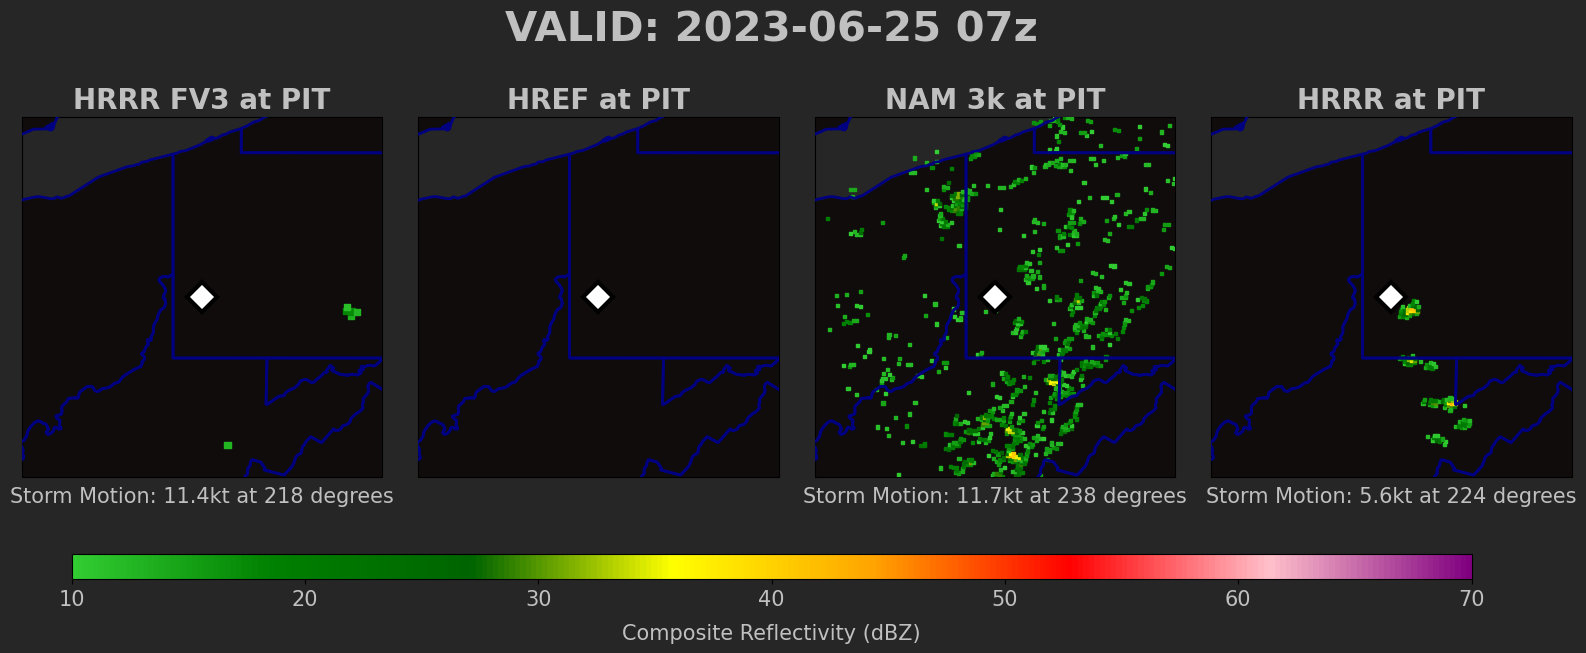 VALID: 2023-06-25 07z
HRRR FV3 at PIT
HREF at PIT
NAM 3k at PIT
HRRR at PIT
Storm Motion: 11.4kt at 218 degrees
Storm Motion: 11.7kt at 238 degrees
Storm Motion: 5.6kt at 224 degrees
10 20 30 40 50 60 70
Composite Reflectivity (dBZ)